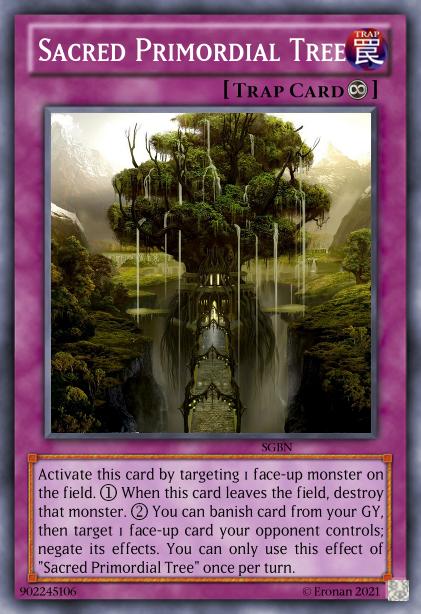 SACRED PRIMORDIAL TREE
TRAP
罠
[TRAP CARD∞]
SGBN
Activate this card by targeting 1 face-up monster on
the field. ① When this card leaves the field, destroy
that monster. ② You can banish card from your GY,
then target 1 face-up card your opponent controls;
negate its effects. You can only use this effect of
"Sacred Primordial Tree" once per turn.
902245106
© Eronan 2021